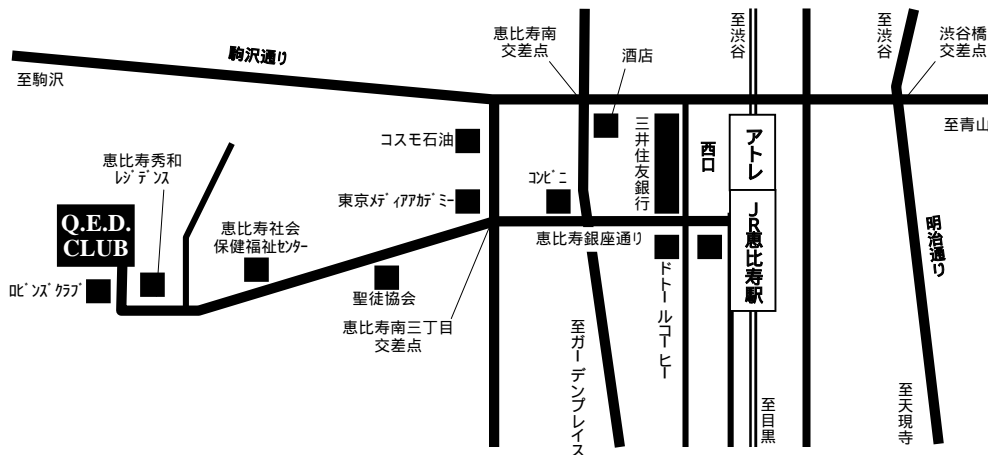 恵比寿南
交差点
酒店
至渋谷
至渋谷
渋谷橋
交差点
駒沢通り
至駒沢
至青山
コスモ石油
三井住友銀行
西口
アトレ
恵比寿秀和
ﾚｼﾞﾃﾞﾝｽ
東京ﾒﾃﾞｨｱｱｶﾃﾞﾐｰ
ｺﾝﾋﾞﾆ
Q.E.D.
CLUB
恵比寿社会
保健福祉ｾﾝﾀｰ
恵比寿銀座通り
JR恵比寿駅
明治通り
ﾛﾋﾞﾝｽﾞｸﾗﾌﾞ
聖徒協会
ドトールコーヒー
恵比寿南三丁目
交差点
至ガーデンプレイス
至目黒
至天現寺